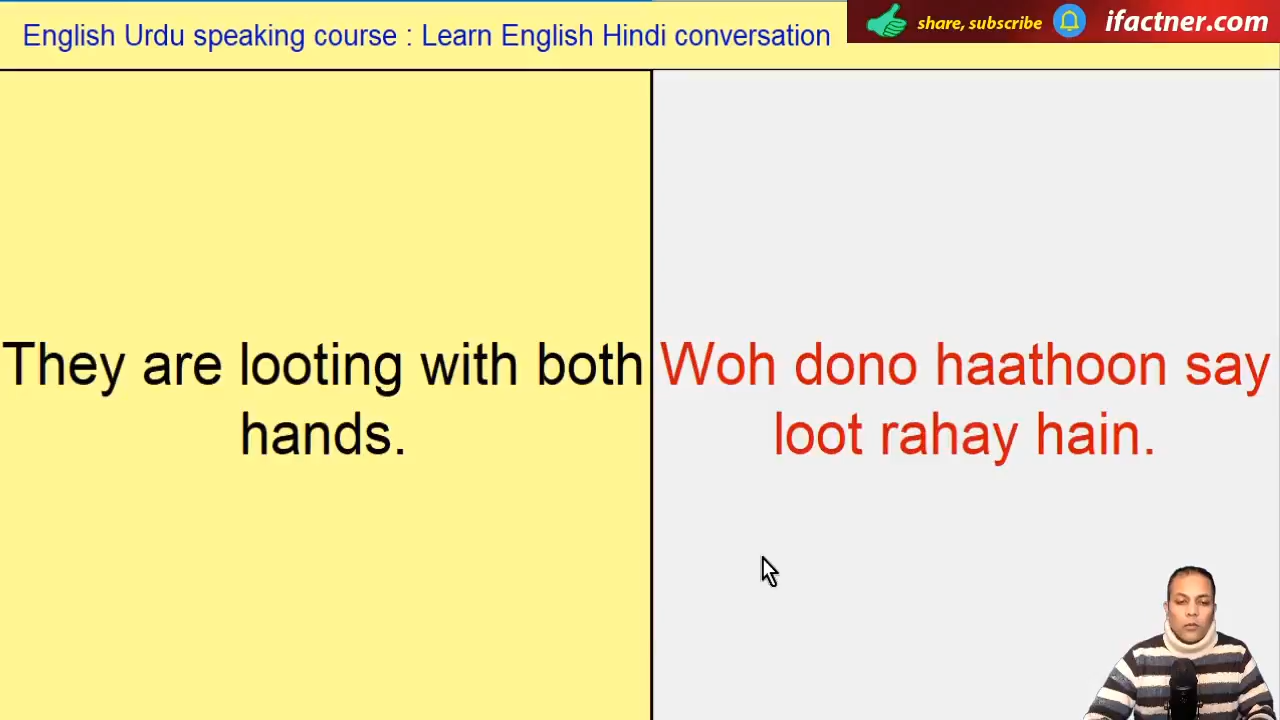 English Urdu speaking course : Learn English Hindi conversation
share, subscribe
ifactner.com
They are looting with both
hands.
Woh dono haathoon say
loot rahay hain.